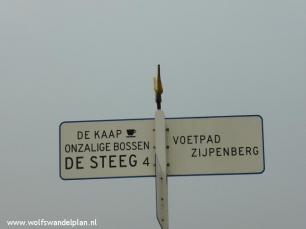 DE KAAP
ONZALIGE BOSSEN
DE STEEG 4
VOETPAD
ZIJPENBERG
© www.wolfswandelplan.nl